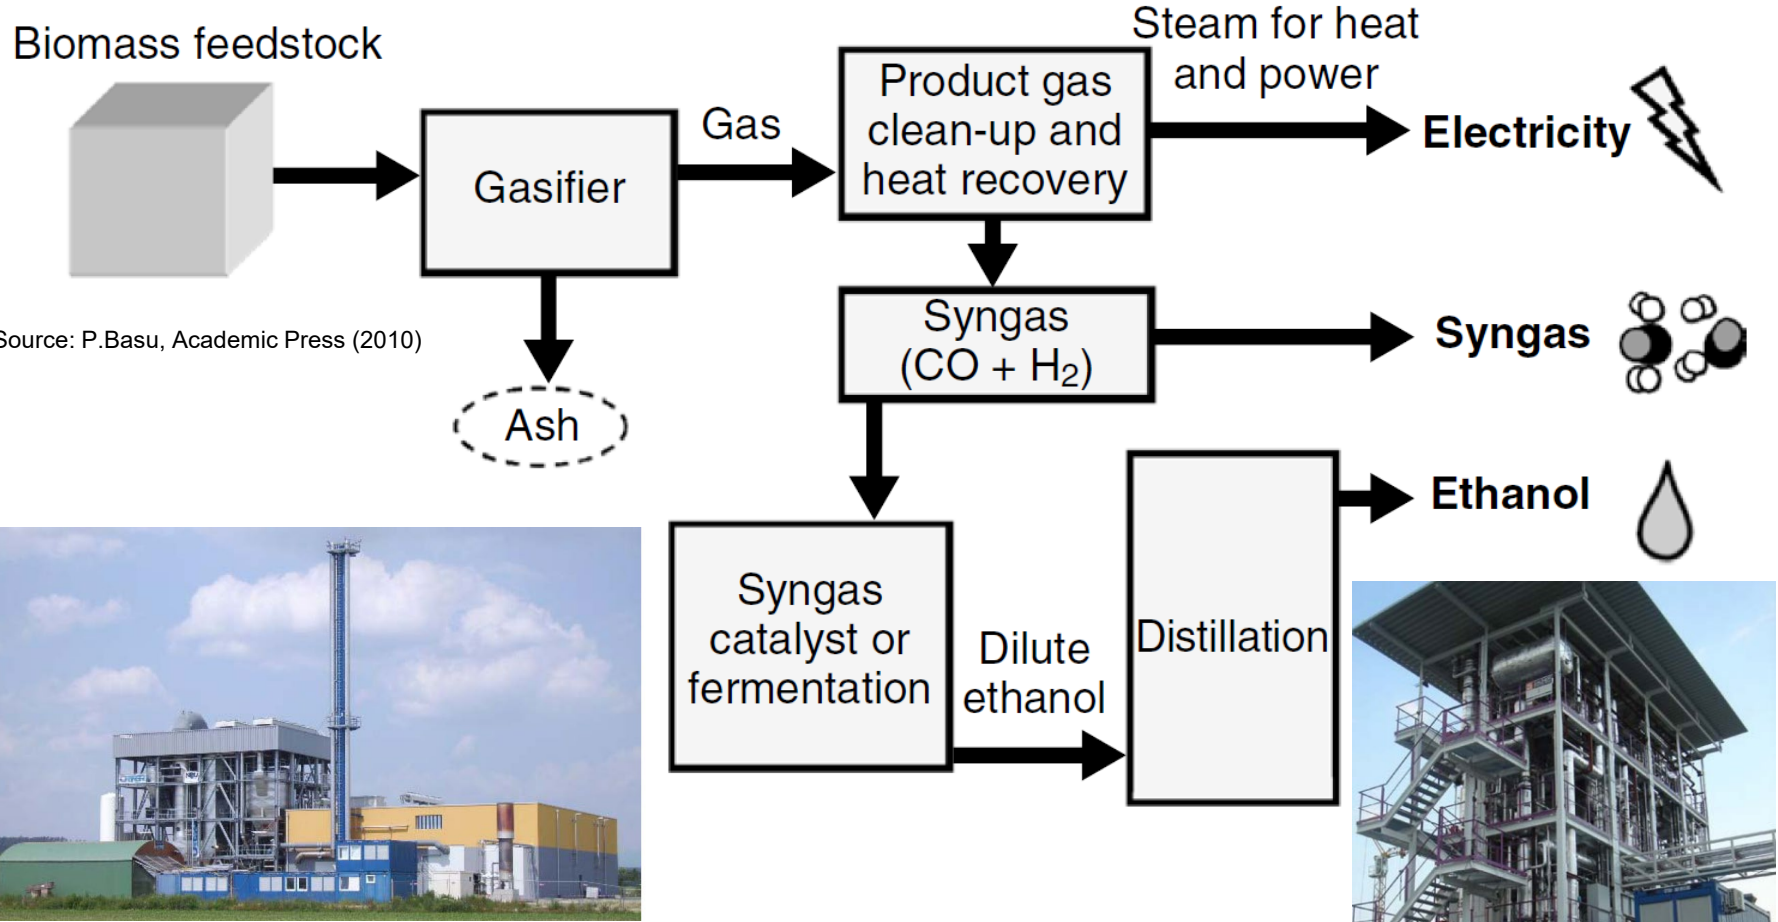 Biomass feedstock
Gasifier
Gas
Product gas
clean-up and
heat recovery
Steam for heat
and power
Electricity
Source: P.Basu, Academic Press (2010)
Ash
Syngas
(CO + H₂)
Syngas
Syngas
catalyst or
fermentation
Dilute
ethanol
Distillation
Ethanol